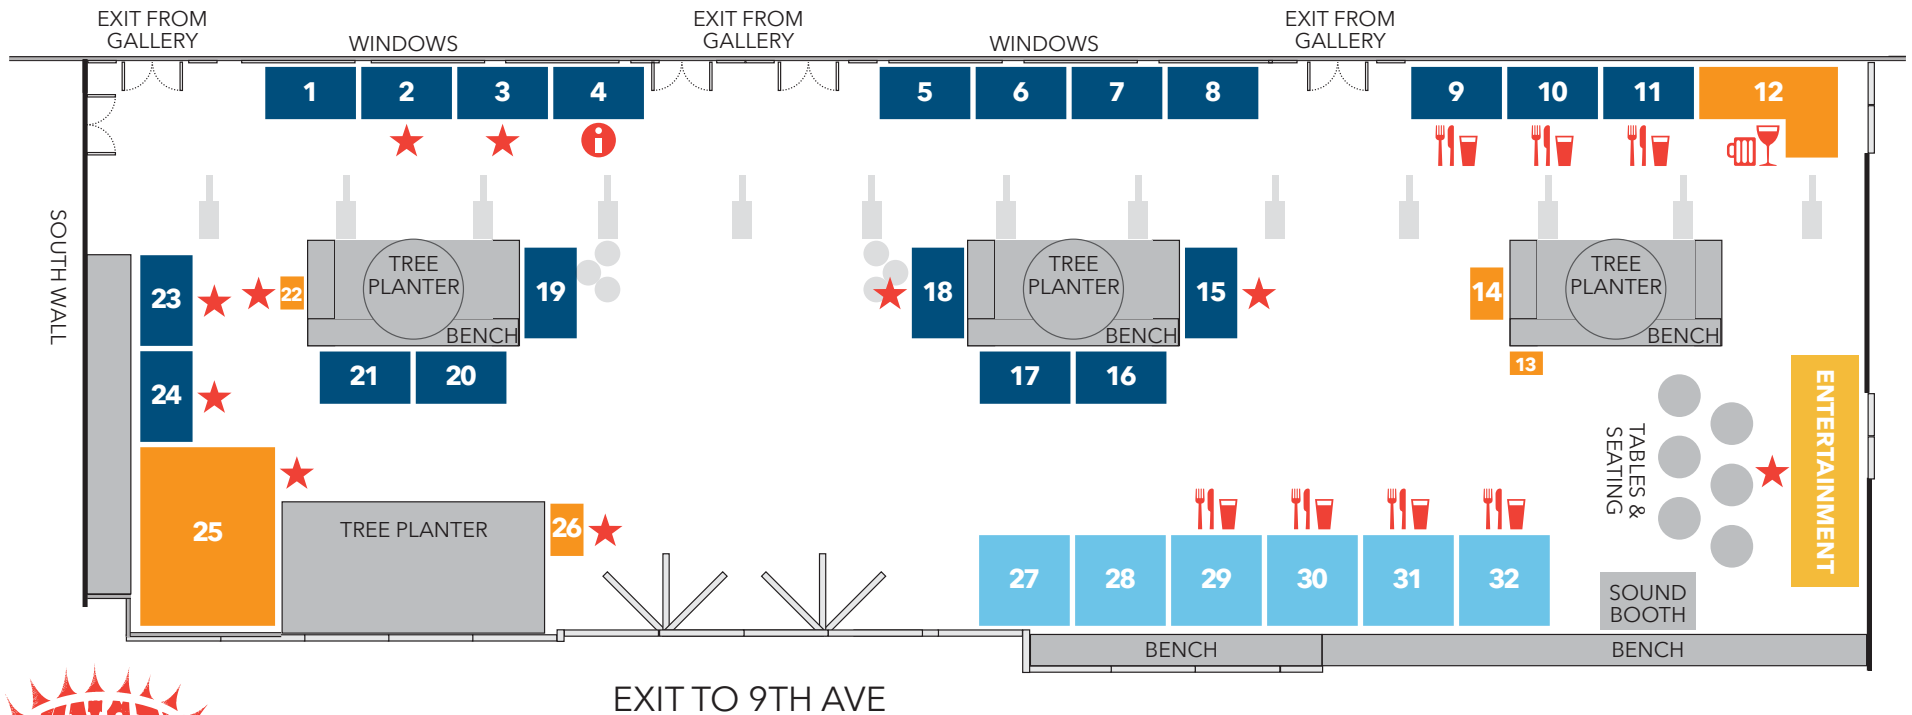 EXIT FROM
GALLERY
WINDOWS
EXIT FROM
GALLERY
WINDOWS
EXIT FROM
GALLERY
1
2
3
4
5
6
7
8
9
10
11
12
SOUTH WALL
23
22
TREE
PLANTER
BENCH
19
18
TREE
PLANTER
BENCH
15
14
TREE
PLANTER
BENCH
13
24
21
20
17
16
TABLES &
SEATING
ENTERTAINMENT
25
TREE PLANTER
26
27
28
29
30
31
32
SOUND
BOOTH
BENCH
BENCH
EXIT TO 9TH AVE